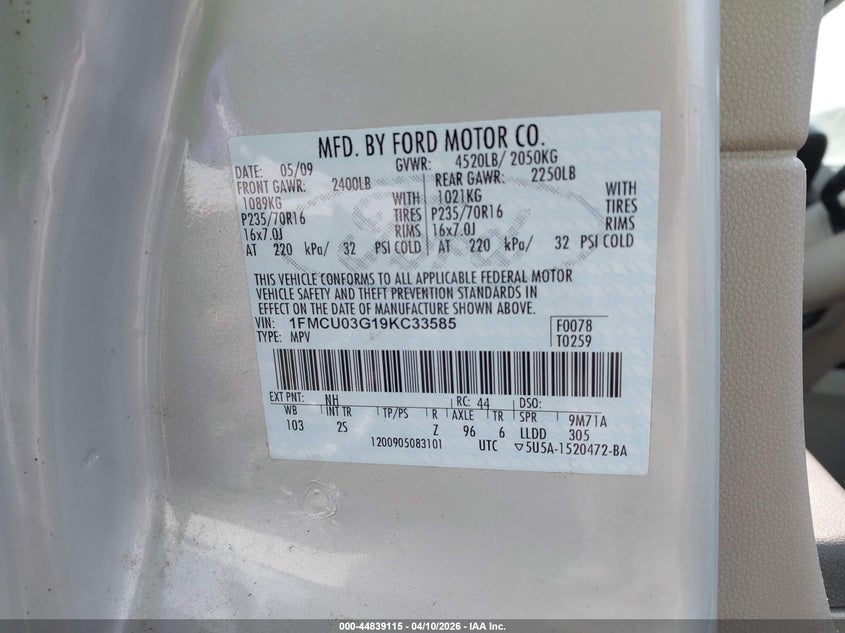 MFD. BY FORD MOTOR CO.
DATE: 05/09 GVWR: 4520LB/ 2050KG
FRONT GAWR: 2400LB REAR GAWR: 2250LB
1089KG WITH 1021KG WITH
P235/70R16 TIRES P235/70R16 TIRES
16x7.0J RIMS 16x7.0J RIMS
AT 220 kPa/ 32 PSI COLD AT 220 kPa/ 32 PSI COLD
THIS VEHICLE CONFORMS TO ALL APPLICABLE FEDERAL MOTOR
VEHICLE SAFETY AND THEFT PREVENTION STANDARDS IN
EFFECT ON THE DATE OF MANUFACTURE SHOWN ABOVE.
VIN: 1FMCU03G19KC33585 F0078
TYPE: MPV T0259
EXT PNT: NH RC: 44 DSO:
WB INT TR TP/PS R AXLE TR SPR 9M71A
103 2S Z 96 6 LLDD 305
1200905083101 UTC ▽5U5A-1520472-BA
000-44839115 - 04/10/2026 - IAA Inc.